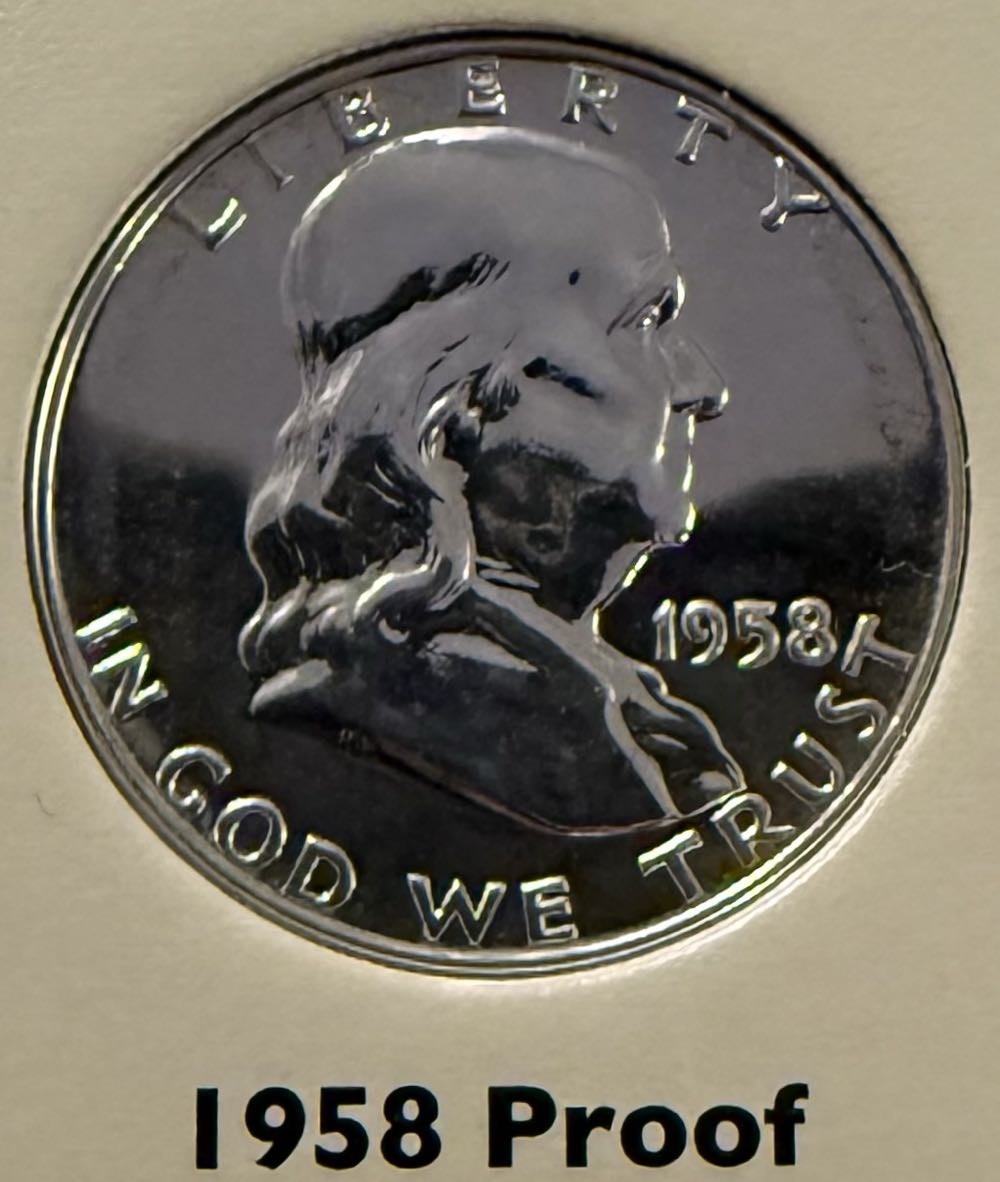 LIBERTY
1958
IN GOD WE TRUST
1958 Proof